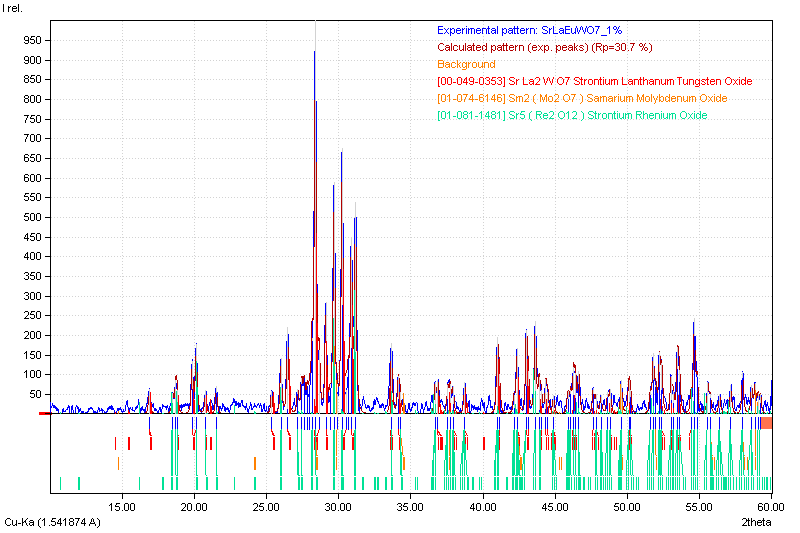 I rel.
Experimental pattern: SrLaEuWO7_1%
Calculated pattern (exp. peaks) (Rp=30.7 %)
Background
[00-049-0353] Sr La2 W O7 Strontium Lanthanum Tungsten Oxide
[01-074-6146] Sm2 ( Mo2 O7 ) Samarium Molybdenum Oxide
[01-081-1481] Sr5 ( Re2 O12 ) Strontium Rhenium Oxide
950
900
850
800
750
700
650
600
550
500
450
400
350
300
250
200
150
100
50
15.00 20.00 25.00 30.00 35.00 40.00 45.00 50.00 55.00 60.00
Cu-Ka (1.541874 A) 2theta